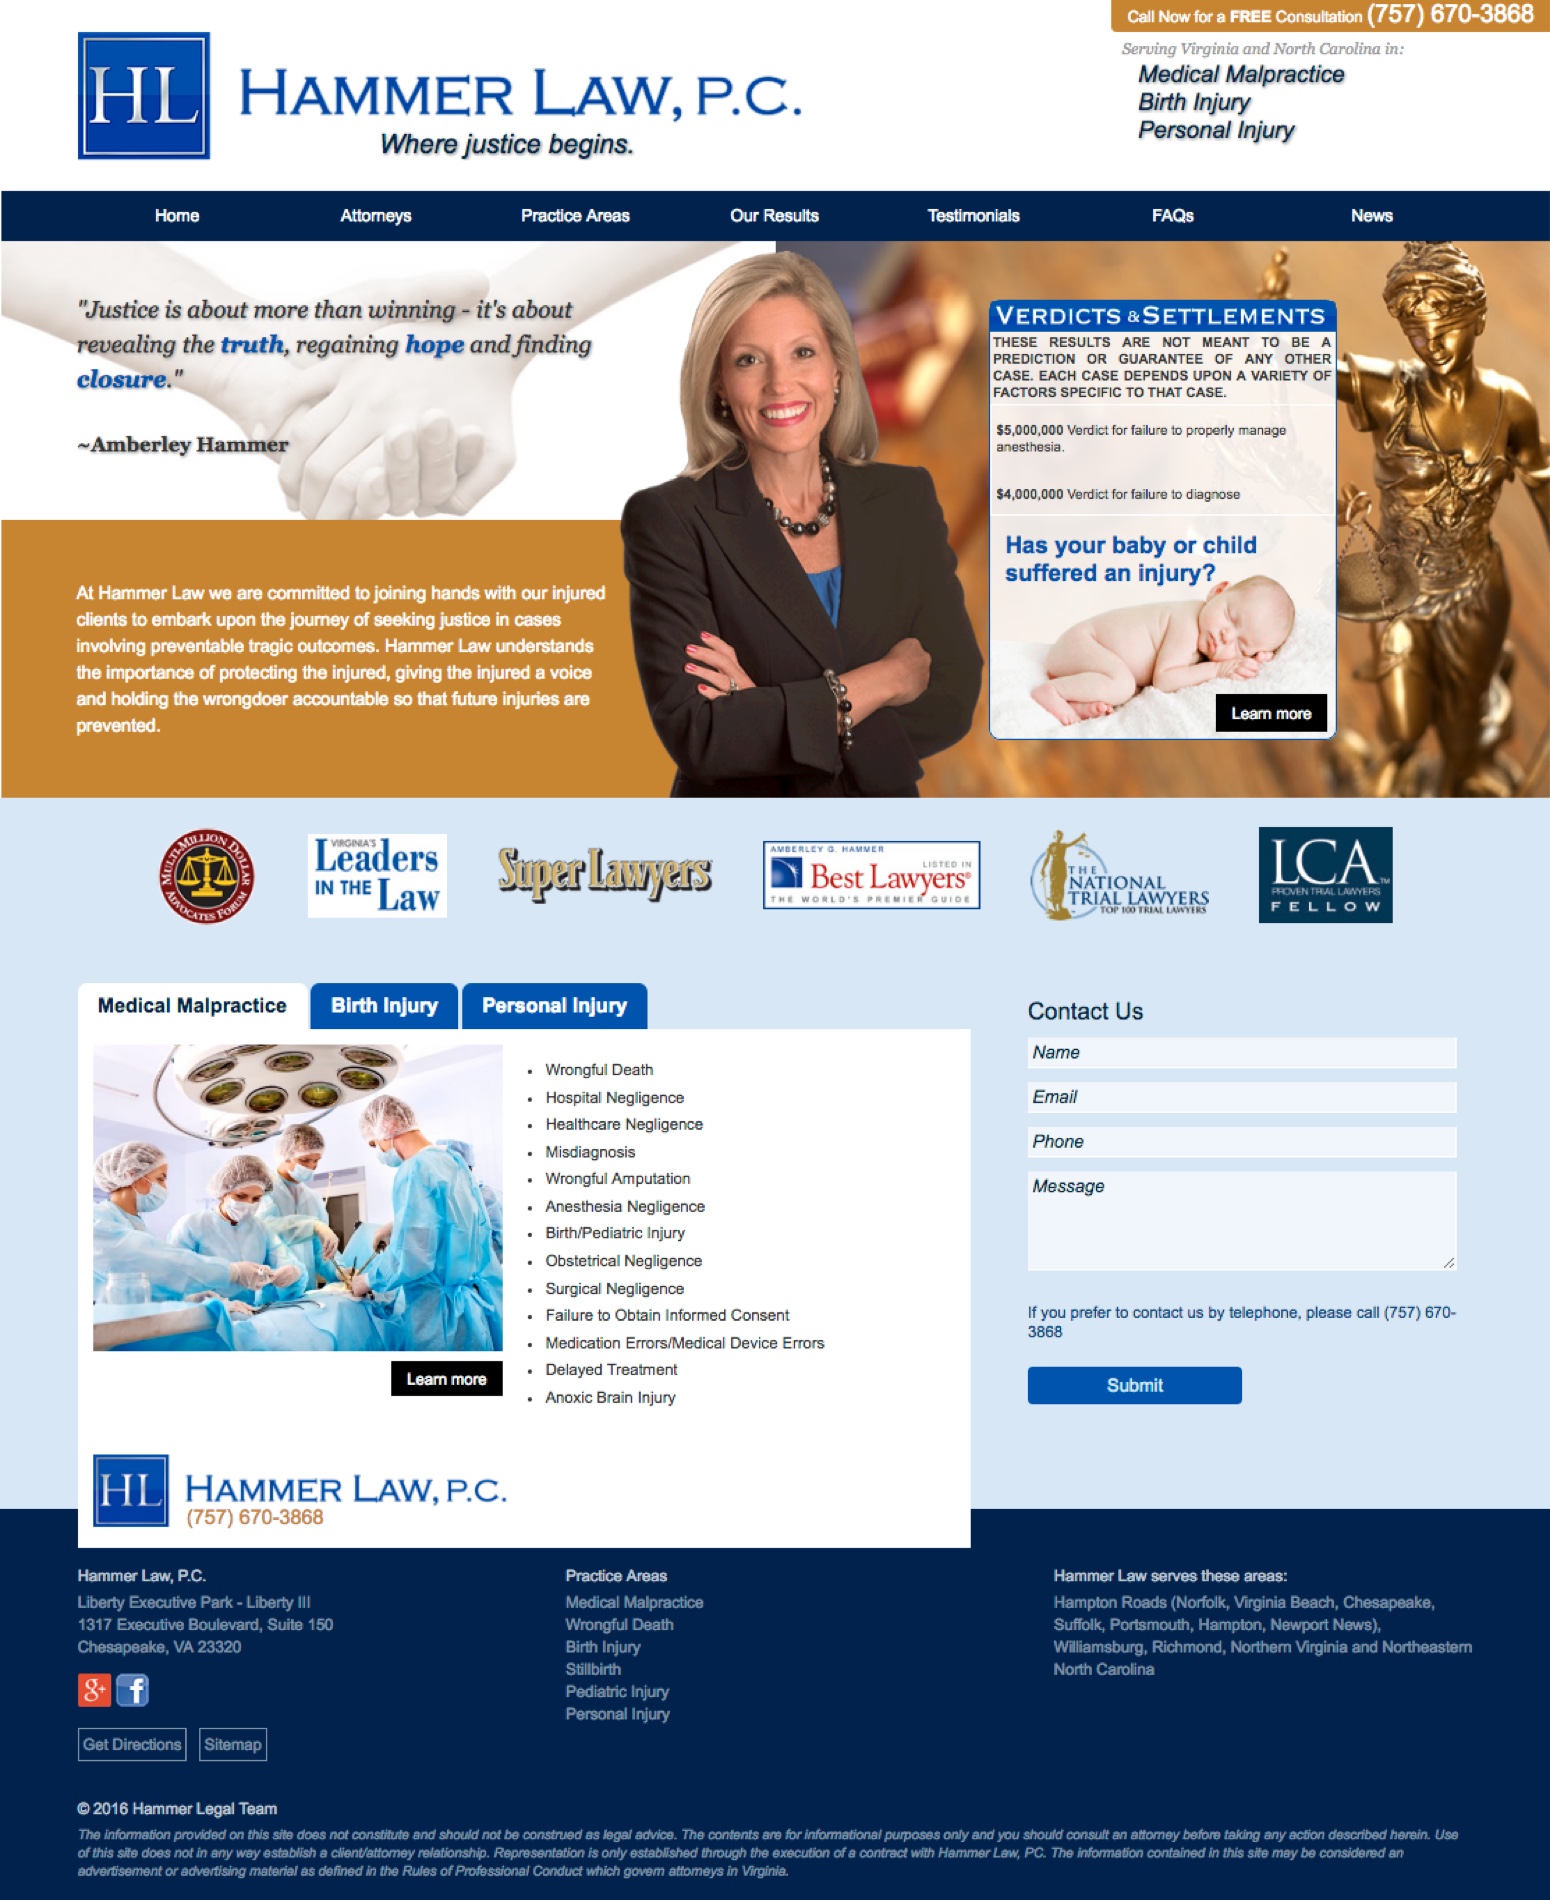 Call Now for a FREE Consultation (757) 670-3868
Serving Virginia and North Carolina in:
Medical Malpractice
Birth Injury
Personal Injury
HL
HAMMER LAW, P.C.
Where justice begins.
Home Attorneys Practice Areas Our Results Testimonials FAQs News
"Justice is about more than winning - it's about
revealing the truth, regaining hope and finding
closure."
~Amberley Hammer
At Hammer Law we are committed to joining hands with our injured
clients to embark upon the journey of seeking justice in cases
involving preventable tragic outcomes. Hammer Law understands
the importance of protecting the injured, giving the injured a voice
and holding the wrongdoer accountable so that future injuries are
prevented.
VERDICTS & SETTLEMENTS
THESE RESULTS ARE NOT MEANT TO BE A
PREDICTION OR GUARANTEE OF ANY OTHER
CASE. EACH CASE DEPENDS UPON A VARIETY OF
FACTORS SPECIFIC TO THAT CASE.
$5,000,000 Verdict for failure to properly manage
anesthesia.
$4,000,000 Verdict for failure to diagnose
Has your baby or child
suffered an injury?
Learn more
MULTI-MILLION DOLLAR
ADVOCATES FORUM
VIRGINIA'S
Leaders
IN THE
Law
Super Lawyers
AMBERLEY G. HAMMER
LISTED IN
Best Lawyers®
THE WORLD'S PREMIER GUIDE
THE
NATIONAL
TRIAL LAWYERS
TOP 100 TRIAL LAWYERS
LCA™
PROVEN TRIAL LAWYERS
FELLOW
Medical Malpractice Birth Injury Personal Injury
• Wrongful Death
• Hospital Negligence
• Healthcare Negligence
• Misdiagnosis
• Wrongful Amputation
• Anesthesia Negligence
• Birth/Pediatric Injury
• Obstetrical Negligence
• Surgical Negligence
• Failure to Obtain Informed Consent
• Medication Errors/Medical Device Errors
• Delayed Treatment
• Anoxic Brain Injury
Learn more
HL
HAMMER LAW, P.C.
(757) 670-3868
Contact Us
Name
Email
Phone
Message
If you prefer to contact us by telephone, please call (757) 670-
3868
Submit
Hammer Law, P.C.
Liberty Executive Park - Liberty III
1317 Executive Boulevard, Suite 150
Chesapeake, VA 23320
g+ f
Get Directions Sitemap
Practice Areas
Medical Malpractice
Wrongful Death
Birth Injury
Stillbirth
Pediatric Injury
Personal Injury
Hammer Law serves these areas:
Hampton Roads (Norfolk, Virginia Beach, Chesapeake,
Suffolk, Portsmouth, Hampton, Newport News),
Williamsburg, Richmond, Northern Virginia and Northeastern
North Carolina
© 2016 Hammer Legal Team
The information provided on this site does not constitute and should not be construed as legal advice. The contents are for informational purposes only and you should consult an attorney before taking any action described herein. Use
of this site does not in any way establish a client/attorney relationship. Representation is only established through the execution of a contract with Hammer Law, PC. The information contained in this site may be considered an
advertisement or advertising material as defined in the Rules of Professional Conduct which govern attorneys in Virginia.